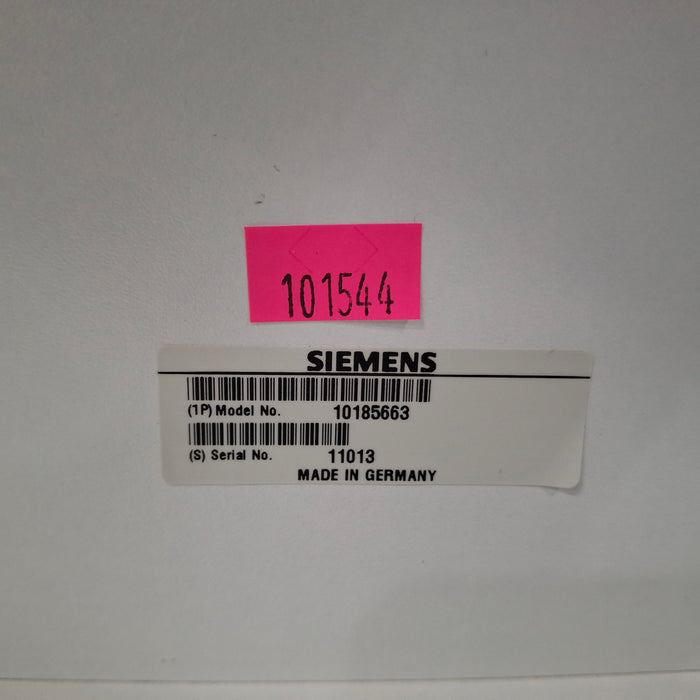 101544
SIEMENS
(1P) Model No. 10185663
(S) Serial No. 11013
MADE IN GERMANY